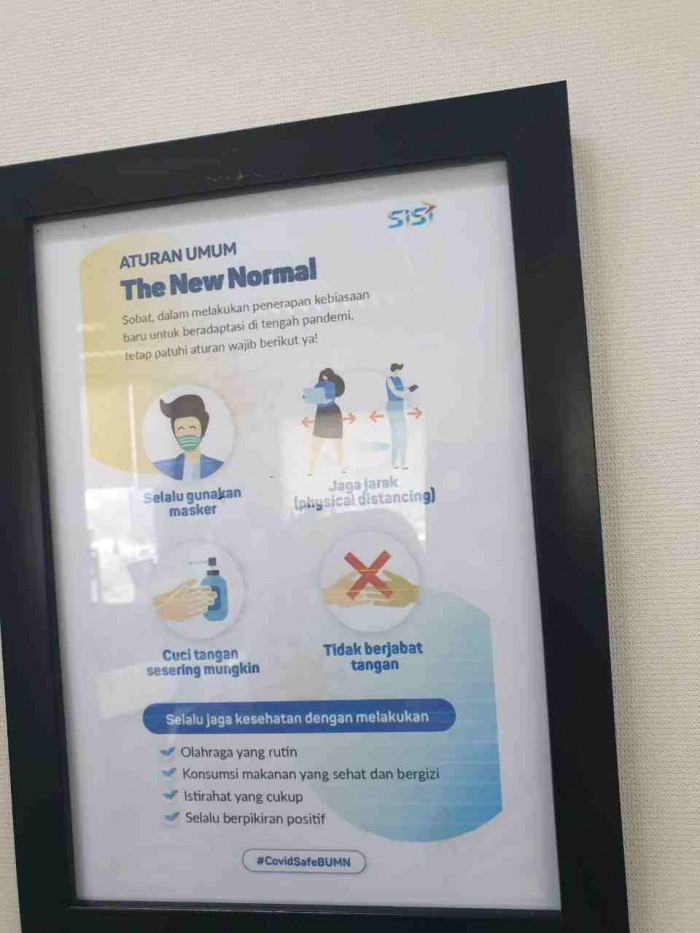 SISI
ATURAN UMUM
The New Normal
Sobat, dalam melakukan penerapan kebiasaan
baru untuk beradaptasi di tengah pandemi,
tetap patuhi aturan wajib berikut ya!
Selalu gunakan
masker
Jaga jarak
(physical distancing)
Cuci tangan
sesering mungkin
Tidak berjabat
tangan
Selalu jaga kesehatan dengan melakukan
Olahraga yang rutin
Konsumsi makanan yang sehat dan bergizi
Istirahat yang cukup
Selalu berpikiran positif
#CovidSafeBUMN